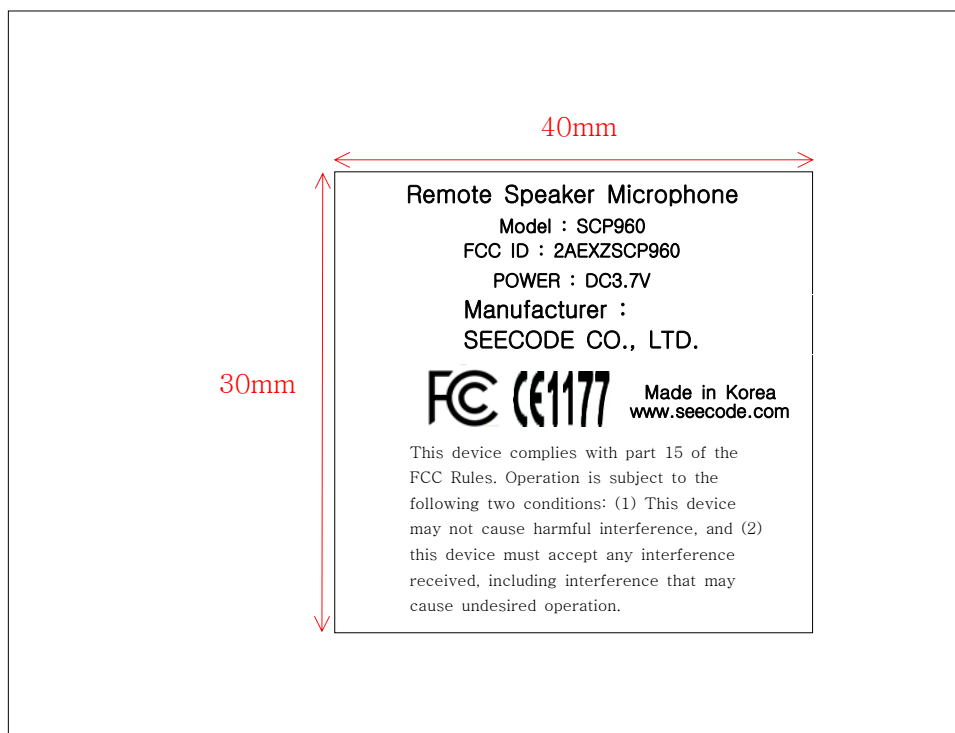 40mm
30mm
Remote Speaker Microphone
Model : SCP960
FCC ID : 2AEXZSCP960
POWER : DC3.7V
Manufacturer :
SEECODE CO., LTD.
FC CE1177
Made in Korea
www.seecode.com
This device complies with part 15 of the
FCC Rules. Operation is subject to the
following two conditions: (1) This device
may not cause harmful interference, and (2)
this device must accept any interference
received, including interference that may
cause undesired operation.